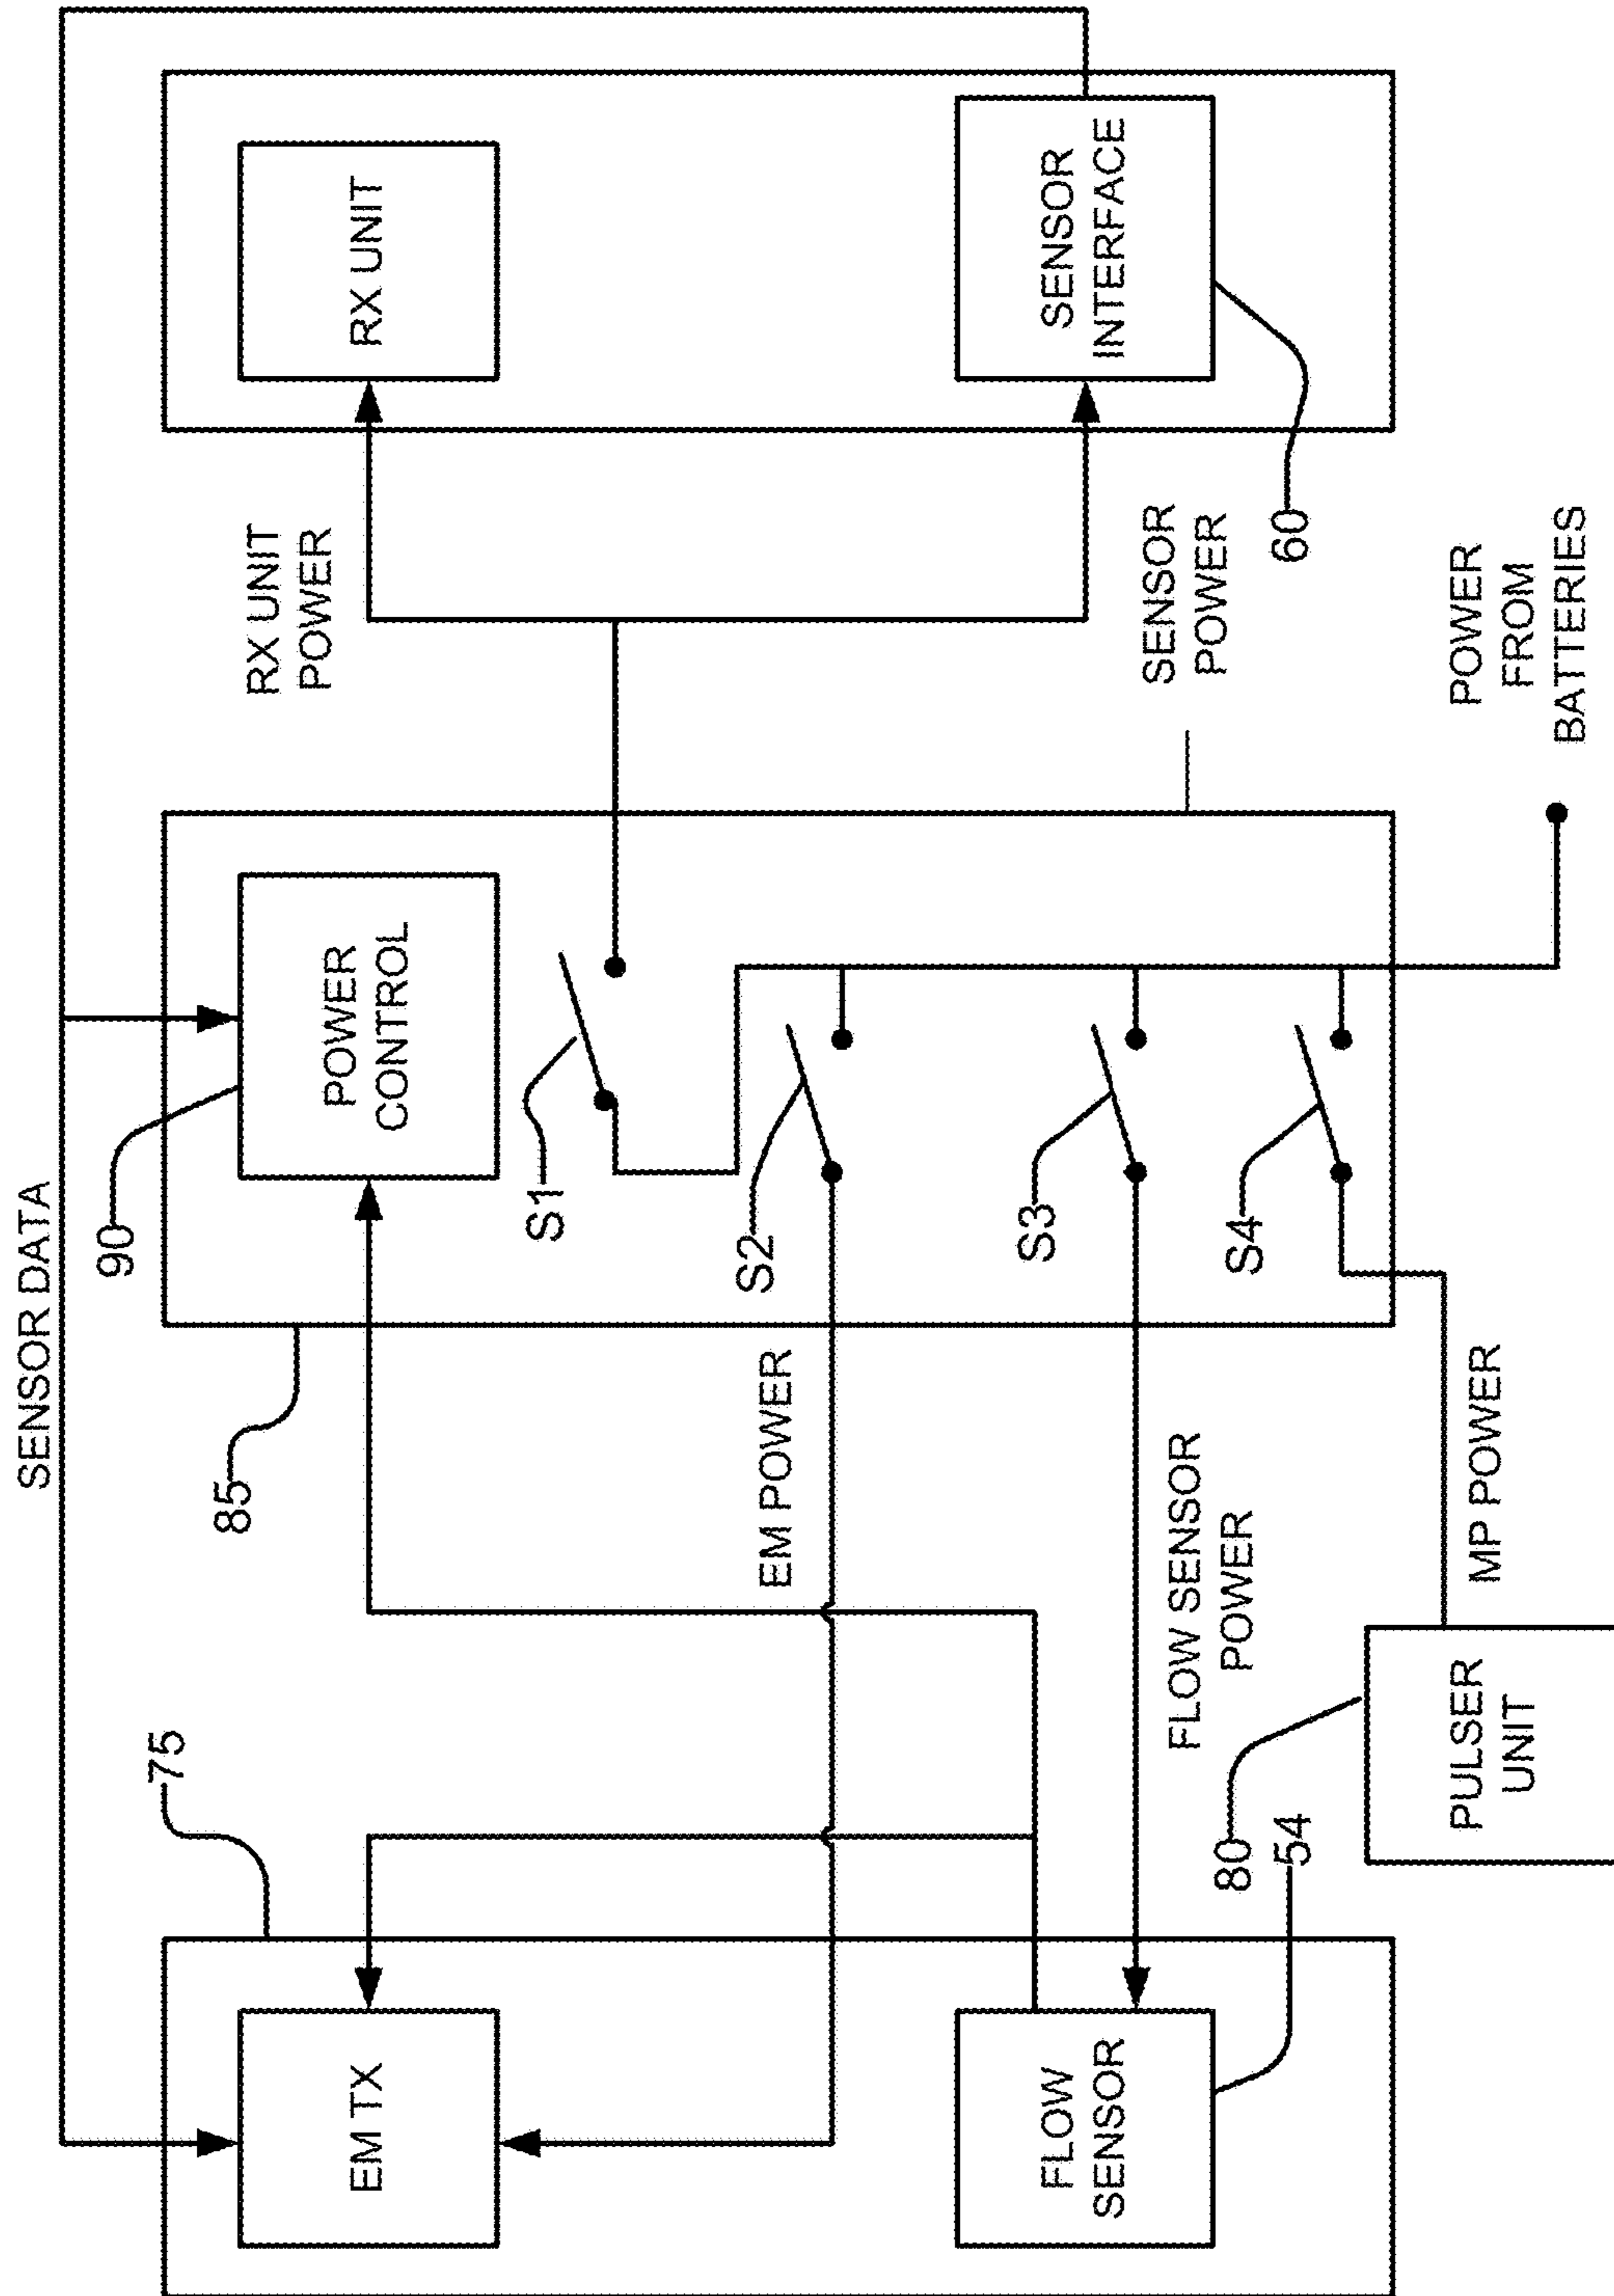 SENSOR DATA
75
85
90
EM TX
POWER
CONTROL
RX UNIT
RX UNIT
POWER
S1
EM POWER
S2
FLOW
SENSOR
54
FLOW SENSOR
POWER
S3
S4
SENSOR
POWER
SENSOR
INTERFACE
60
80
PULSER
UNIT
MP POWER
POWER
FROM
BATTERIES